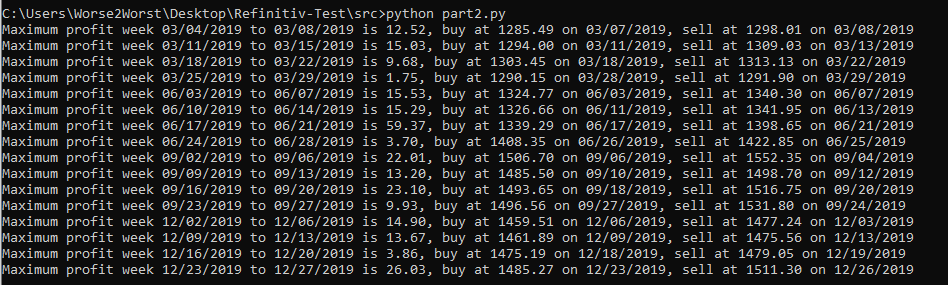 C:\Users\Worse2Worst\Desktop\Refinitiv-Test\src>python part2.py
Maximum profit week 03/04/2019 to 03/08/2019 is 12.52, buy at 1285.49 on 03/07/2019, sell at 1298.01 on 03/08/2019
Maximum profit week 03/11/2019 to 03/15/2019 is 15.03, buy at 1294.00 on 03/11/2019, sell at 1309.03 on 03/13/2019
Maximum profit week 03/18/2019 to 03/22/2019 is 9.68, buy at 1303.45 on 03/18/2019, sell at 1313.13 on 03/22/2019
Maximum profit week 03/25/2019 to 03/29/2019 is 1.75, buy at 1290.15 on 03/28/2019, sell at 1291.90 on 03/29/2019
Maximum profit week 06/03/2019 to 06/07/2019 is 15.53, buy at 1324.77 on 06/03/2019, sell at 1340.30 on 06/07/2019
Maximum profit week 06/10/2019 to 06/14/2019 is 15.29, buy at 1326.66 on 06/11/2019, sell at 1341.95 on 06/13/2019
Maximum profit week 06/17/2019 to 06/21/2019 is 59.37, buy at 1339.29 on 06/17/2019, sell at 1398.65 on 06/21/2019
Maximum profit week 06/24/2019 to 06/28/2019 is 3.70, buy at 1408.35 on 06/26/2019, sell at 1422.85 on 06/25/2019
Maximum profit week 09/02/2019 to 09/06/2019 is 22.01, buy at 1506.70 on 09/06/2019, sell at 1552.35 on 09/04/2019
Maximum profit week 09/09/2019 to 09/13/2019 is 13.20, buy at 1485.50 on 09/10/2019, sell at 1498.70 on 09/12/2019
Maximum profit week 09/16/2019 to 09/20/2019 is 23.10, buy at 1493.65 on 09/18/2019, sell at 1516.75 on 09/20/2019
Maximum profit week 09/23/2019 to 09/27/2019 is 9.93, buy at 1496.56 on 09/27/2019, sell at 1531.80 on 09/24/2019
Maximum profit week 12/02/2019 to 12/06/2019 is 14.90, buy at 1459.51 on 12/06/2019, sell at 1477.24 on 12/03/2019
Maximum profit week 12/09/2019 to 12/13/2019 is 13.67, buy at 1461.89 on 12/09/2019, sell at 1475.56 on 12/13/2019
Maximum profit week 12/16/2019 to 12/20/2019 is 3.86, buy at 1475.19 on 12/18/2019, sell at 1479.05 on 12/19/2019
Maximum profit week 12/23/2019 to 12/27/2019 is 26.03, buy at 1485.27 on 12/23/2019, sell at 1511.30 on 12/26/2019